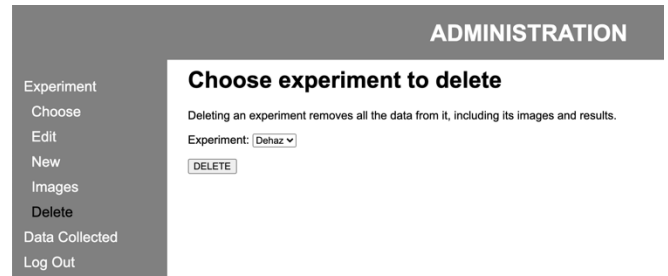 ADMINISTRATION
Experiment
Choose
Edit
New
Images
Delete
Data Collected
Log Out
Choose experiment to delete
Deleting an experiment removes all the data from it, including its images and results.
Experiment: Dehaz
DELETE